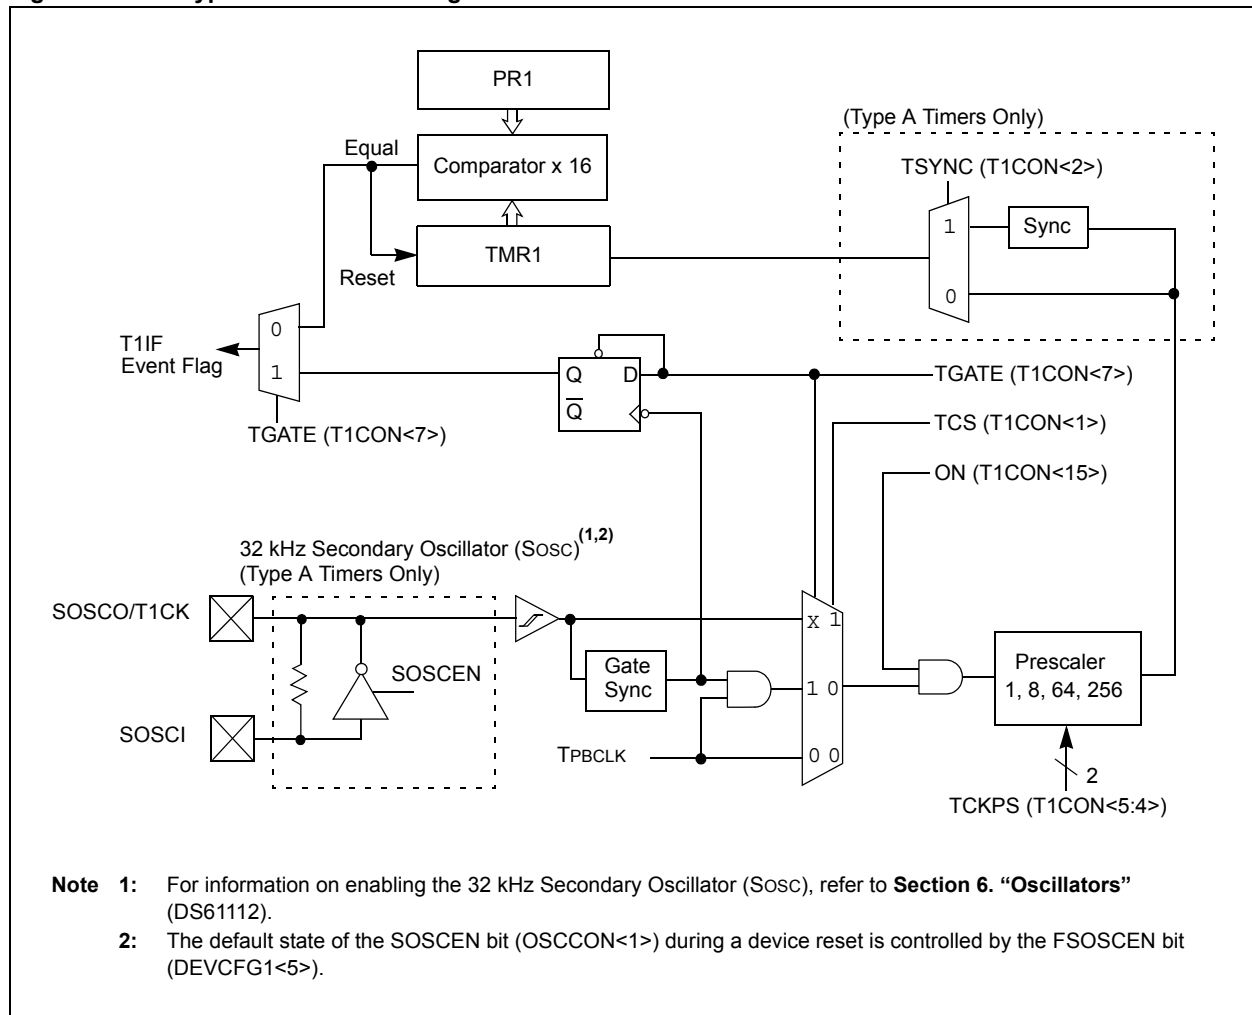 PR1
(Type A Timers Only)
Equal
Comparator x 16
TSYNC (T1CON<2>)
1
Sync
TMR1
Reset
0
0
T1IF
Event Flag
1
Q D
Q
TGATE (T1CON<7>)
TGATE (T1CON<7>)
TCS (T1CON<1>)
ON (T1CON<15>)
32 kHz Secondary Oscillator (SOSC)(1,2)
(Type A Timers Only)
SOSCO/T1CK
x 1
SOSCEN
Gate
Sync
1 0
Prescaler
1, 8, 64, 256
SOSCI
TPBCLK
0 0
2
TCKPS (T1CON<5:4>)
Note 1: For information on enabling the 32 kHz Secondary Oscillator (SOSC), refer to Section 6. “Oscillators”
(DS61112).
2: The default state of the SOSCEN bit (OSCCON<1>) during a device reset is controlled by the FSOSCEN bit
(DEVCFG1<5>).